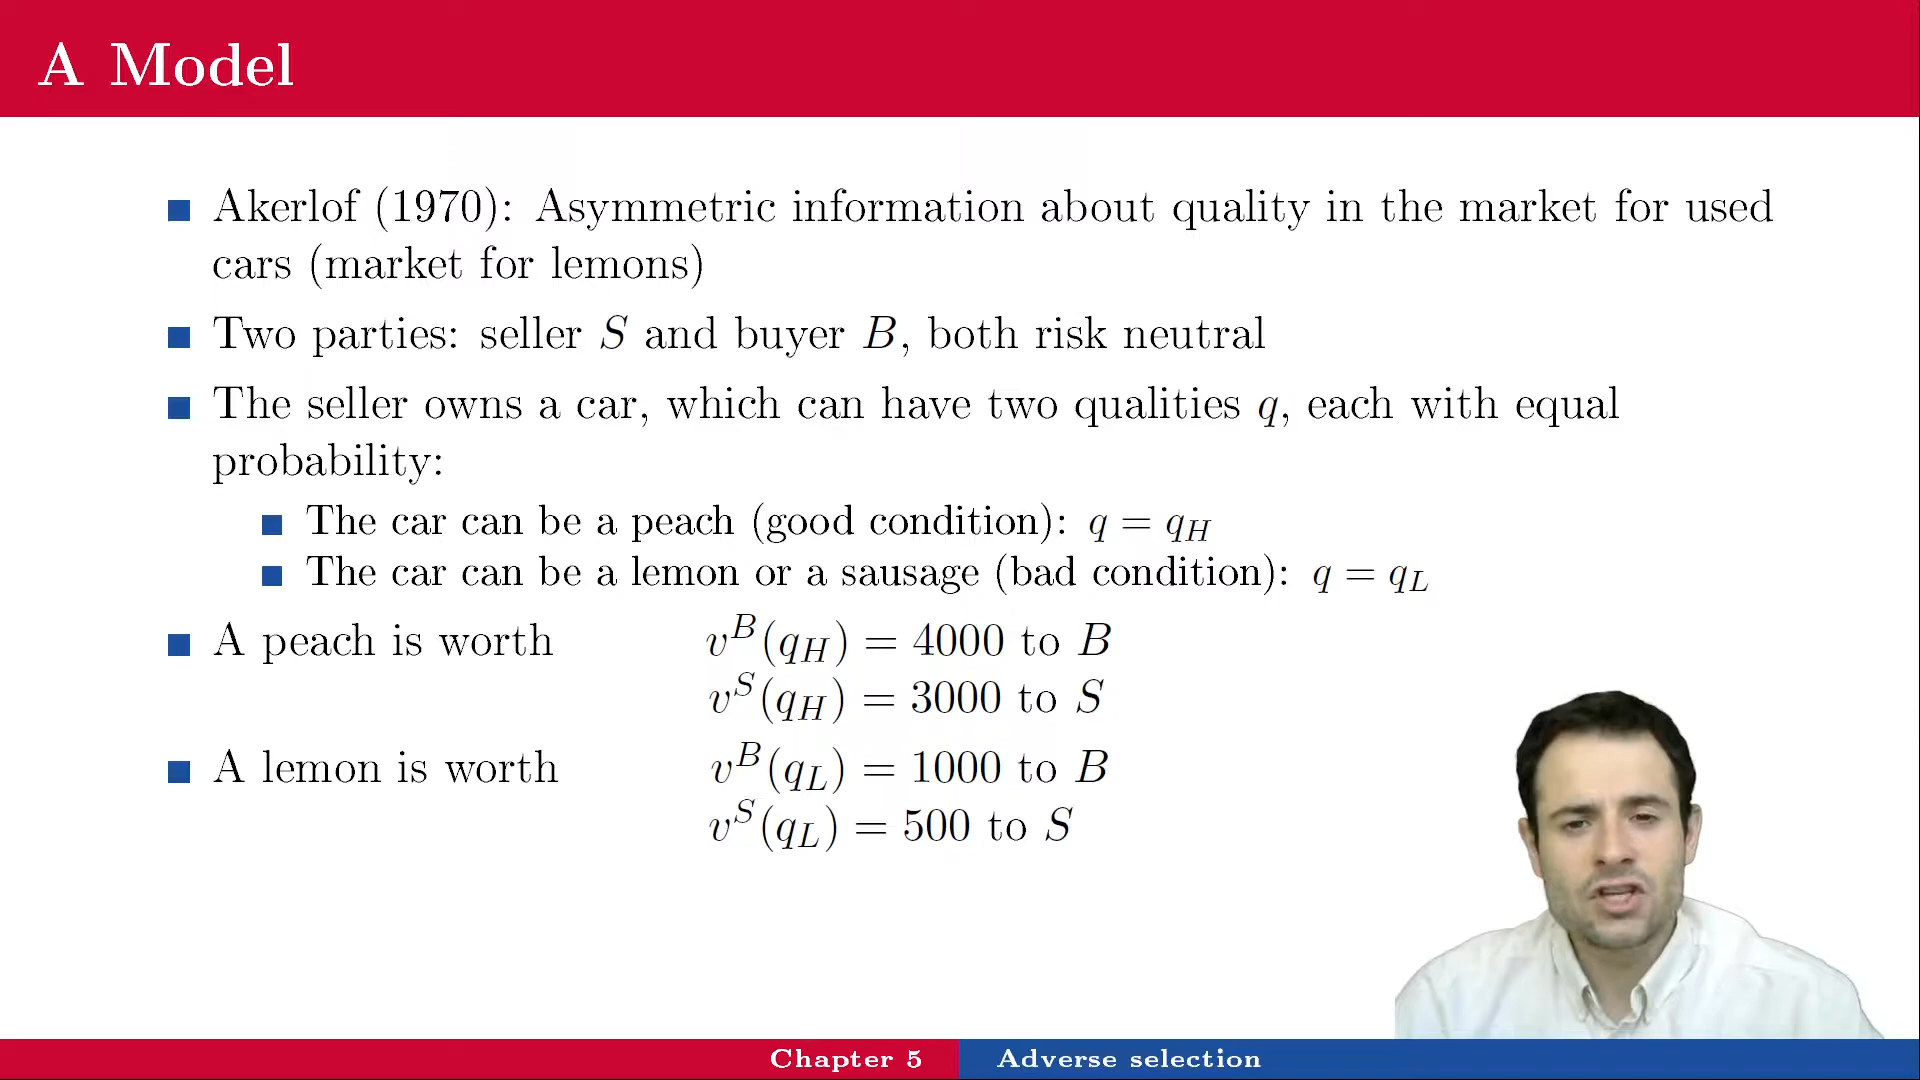 A Model
Akerlof (1970): Asymmetric information about quality in the market for used
cars (market for lemons)
Two parties: seller S and buyer B, both risk neutral
The seller owns a car, which can have two qualities q, each with equal
probability:
The car can be a peach (good condition): q = q_H
The car can be a lemon or a sausage (bad condition): q = q_L
A peach is worth v^B(q_H) = 4000 to B
v^S(q_H) = 3000 to S
A lemon is worth v^B(q_L) = 1000 to B
v^S(q_L) = 500 to S
Chapter 5 Adverse selection